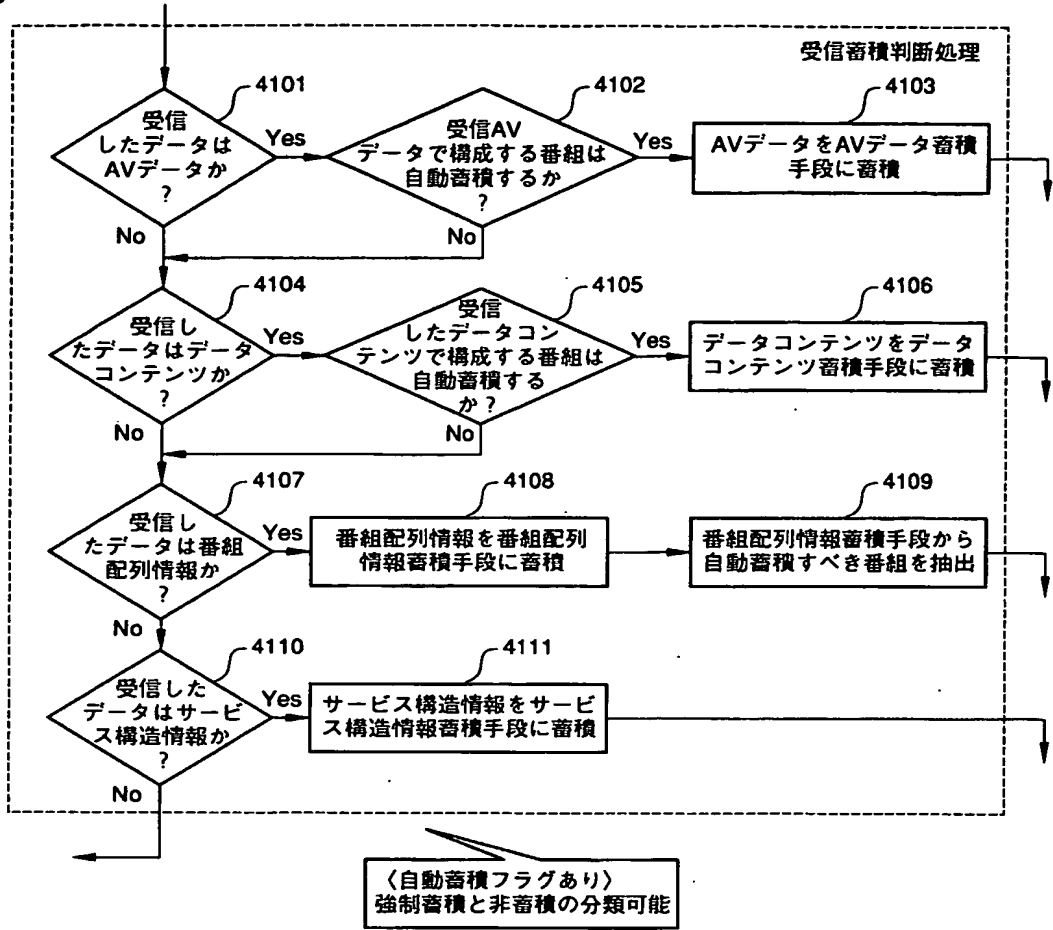 受信蓄積判断処理
4101
受信
したデータは
AVデータか
?
Yes
No
4102
受信AV
データで構成する番組は
自動蓄積するか
?
Yes
No
4103
AVデータをAVデータ蓄積
手段に蓄積
4104
受信し
たデータはデータ
コンテンツか
?
Yes
No
4105
受信
したデータコン
テンツで構成する番組は
自動蓄積する
か?
Yes
No
4106
データコンテンツをデータ
コンテンツ蓄積手段に蓄積
4107
受信し
たデータは番組
配列情報か
?
Yes
No
4108
番組配列情報を番組配列
情報蓄積手段に蓄積
4109
番組配列情報蓄積手段から
自動蓄積すべき番組を抽出
4110
受信した
データはサービ
ス構造情報か
?
Yes
No
4111
サービス構造情報をサービ
ス構造情報蓄積手段に蓄積
〈自動蓄積フラグあり〉
強制蓄積と非蓄積の分類可能